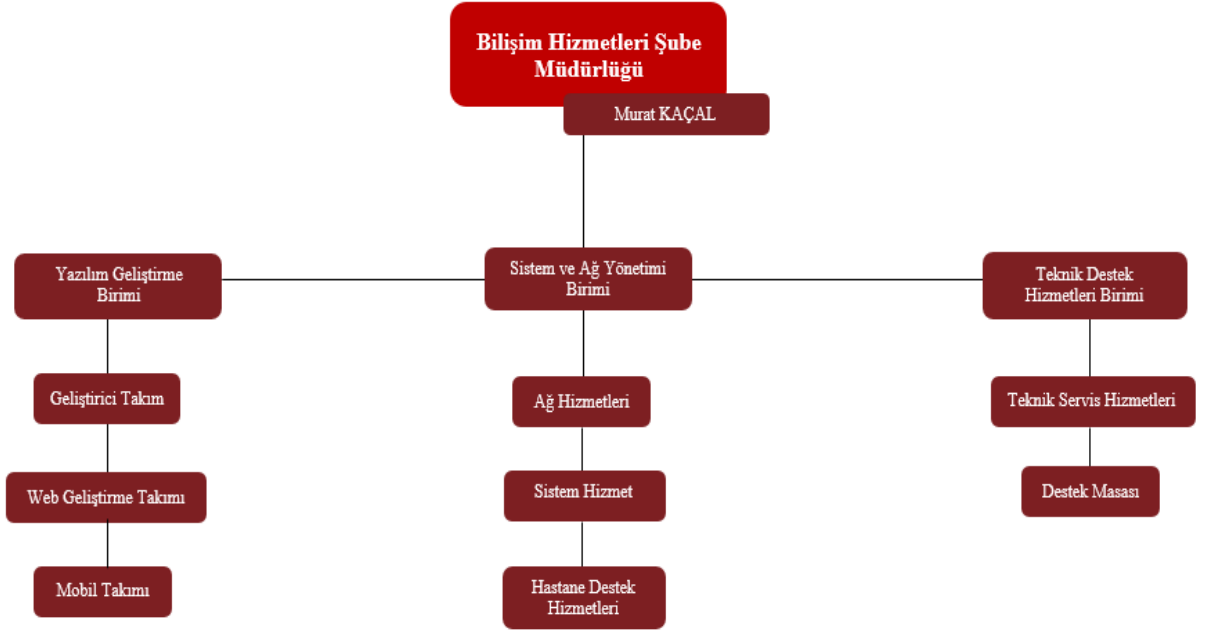 Bilişim Hizmetleri Şube
Müdürlüğü
Murat KAÇAL
Yazılım Geliştirme
Birimi
Sistem ve Ağ Yönetimi
Birimi
Teknik Destek
Hizmetleri Birimi
Geliştirici Takım
Ağ Hizmetleri
Teknik Servis Hizmetleri
Web Geliştirme Takımı
Sistem Hizmet
Destek Masası
Mobil Takımı
Hastane Destek
Hizmetleri